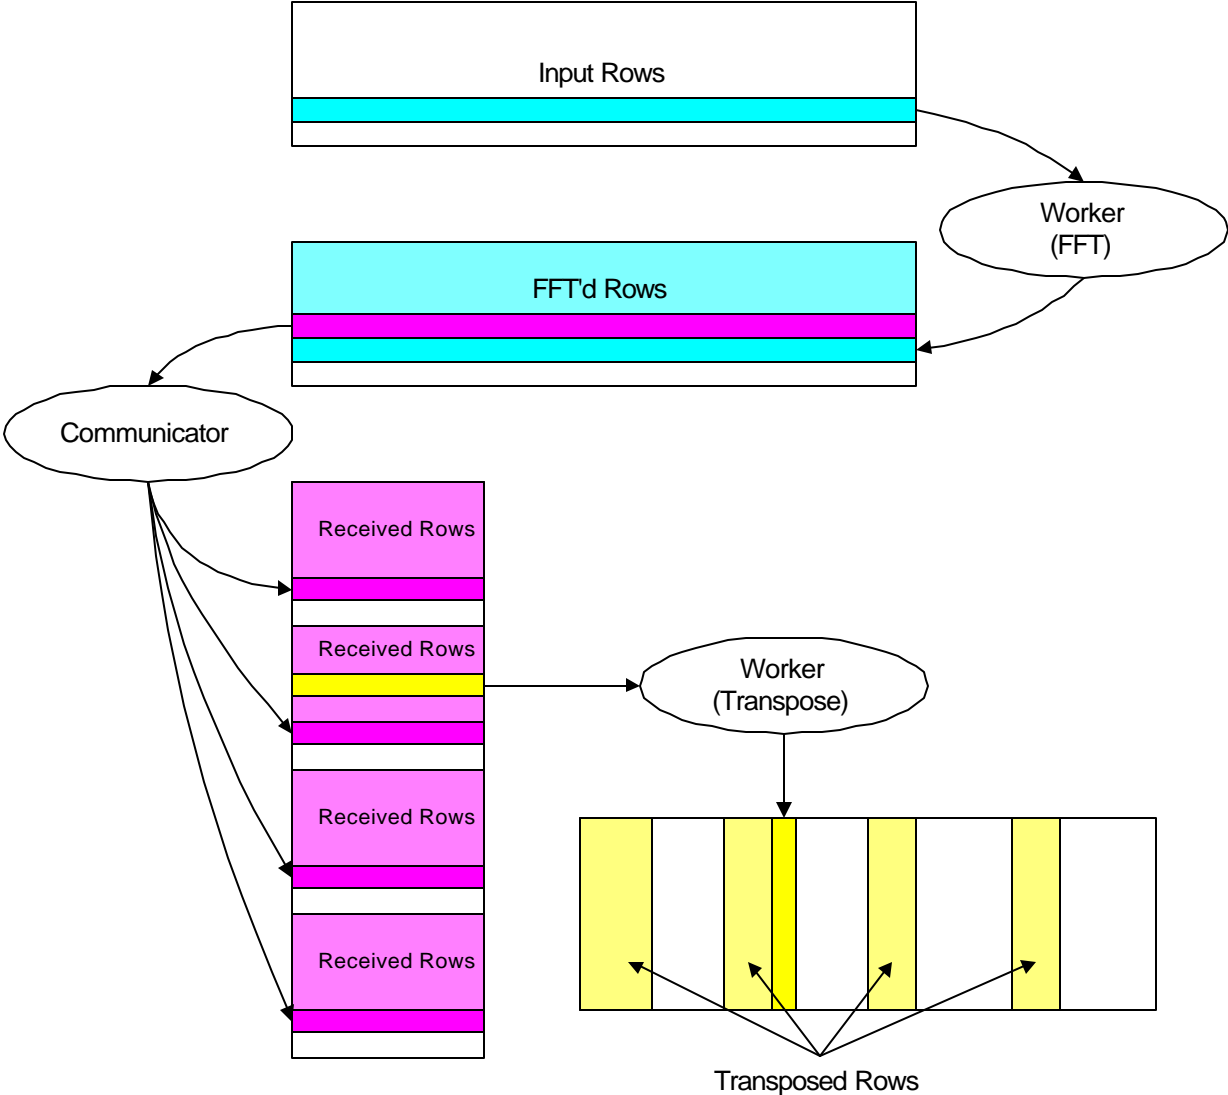 Input Rows
Worker
(FFT)
FFT'd Rows
Communicator
Received Rows
Received Rows
Worker
(Transpose)
Received Rows
Received Rows
Transposed Rows